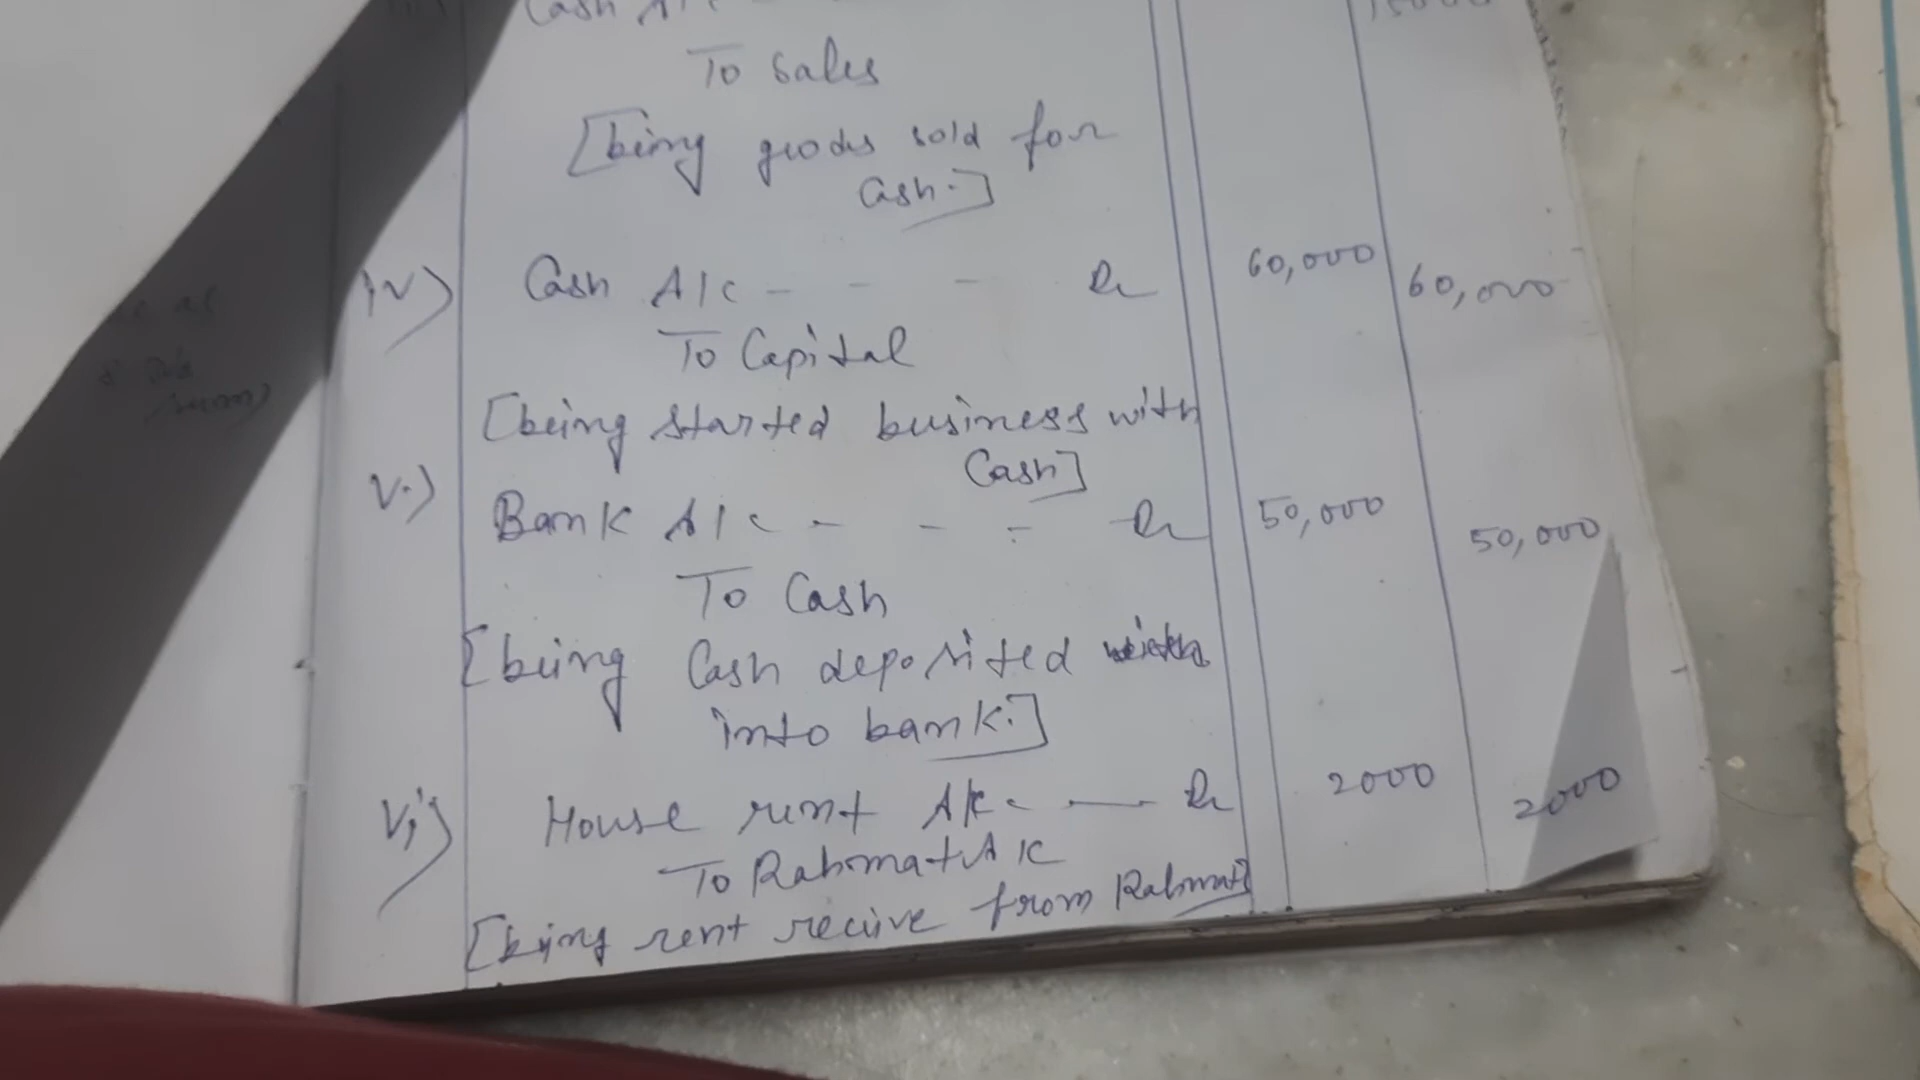 Cash A/c
To Sales
[being goods sold for
Cash.]
iv) Cash A/c - - - Dr 60,000
60,000
To Capital
[being started business with
Cash]
v.) Bank A/c - - - Dr 50,000
50,000
To Cash
[being Cash deposited
into bank.]
vi) House rent A/c - — Dr 2000
2000
To Rahmat A/c
[being rent recive from Rahmat]